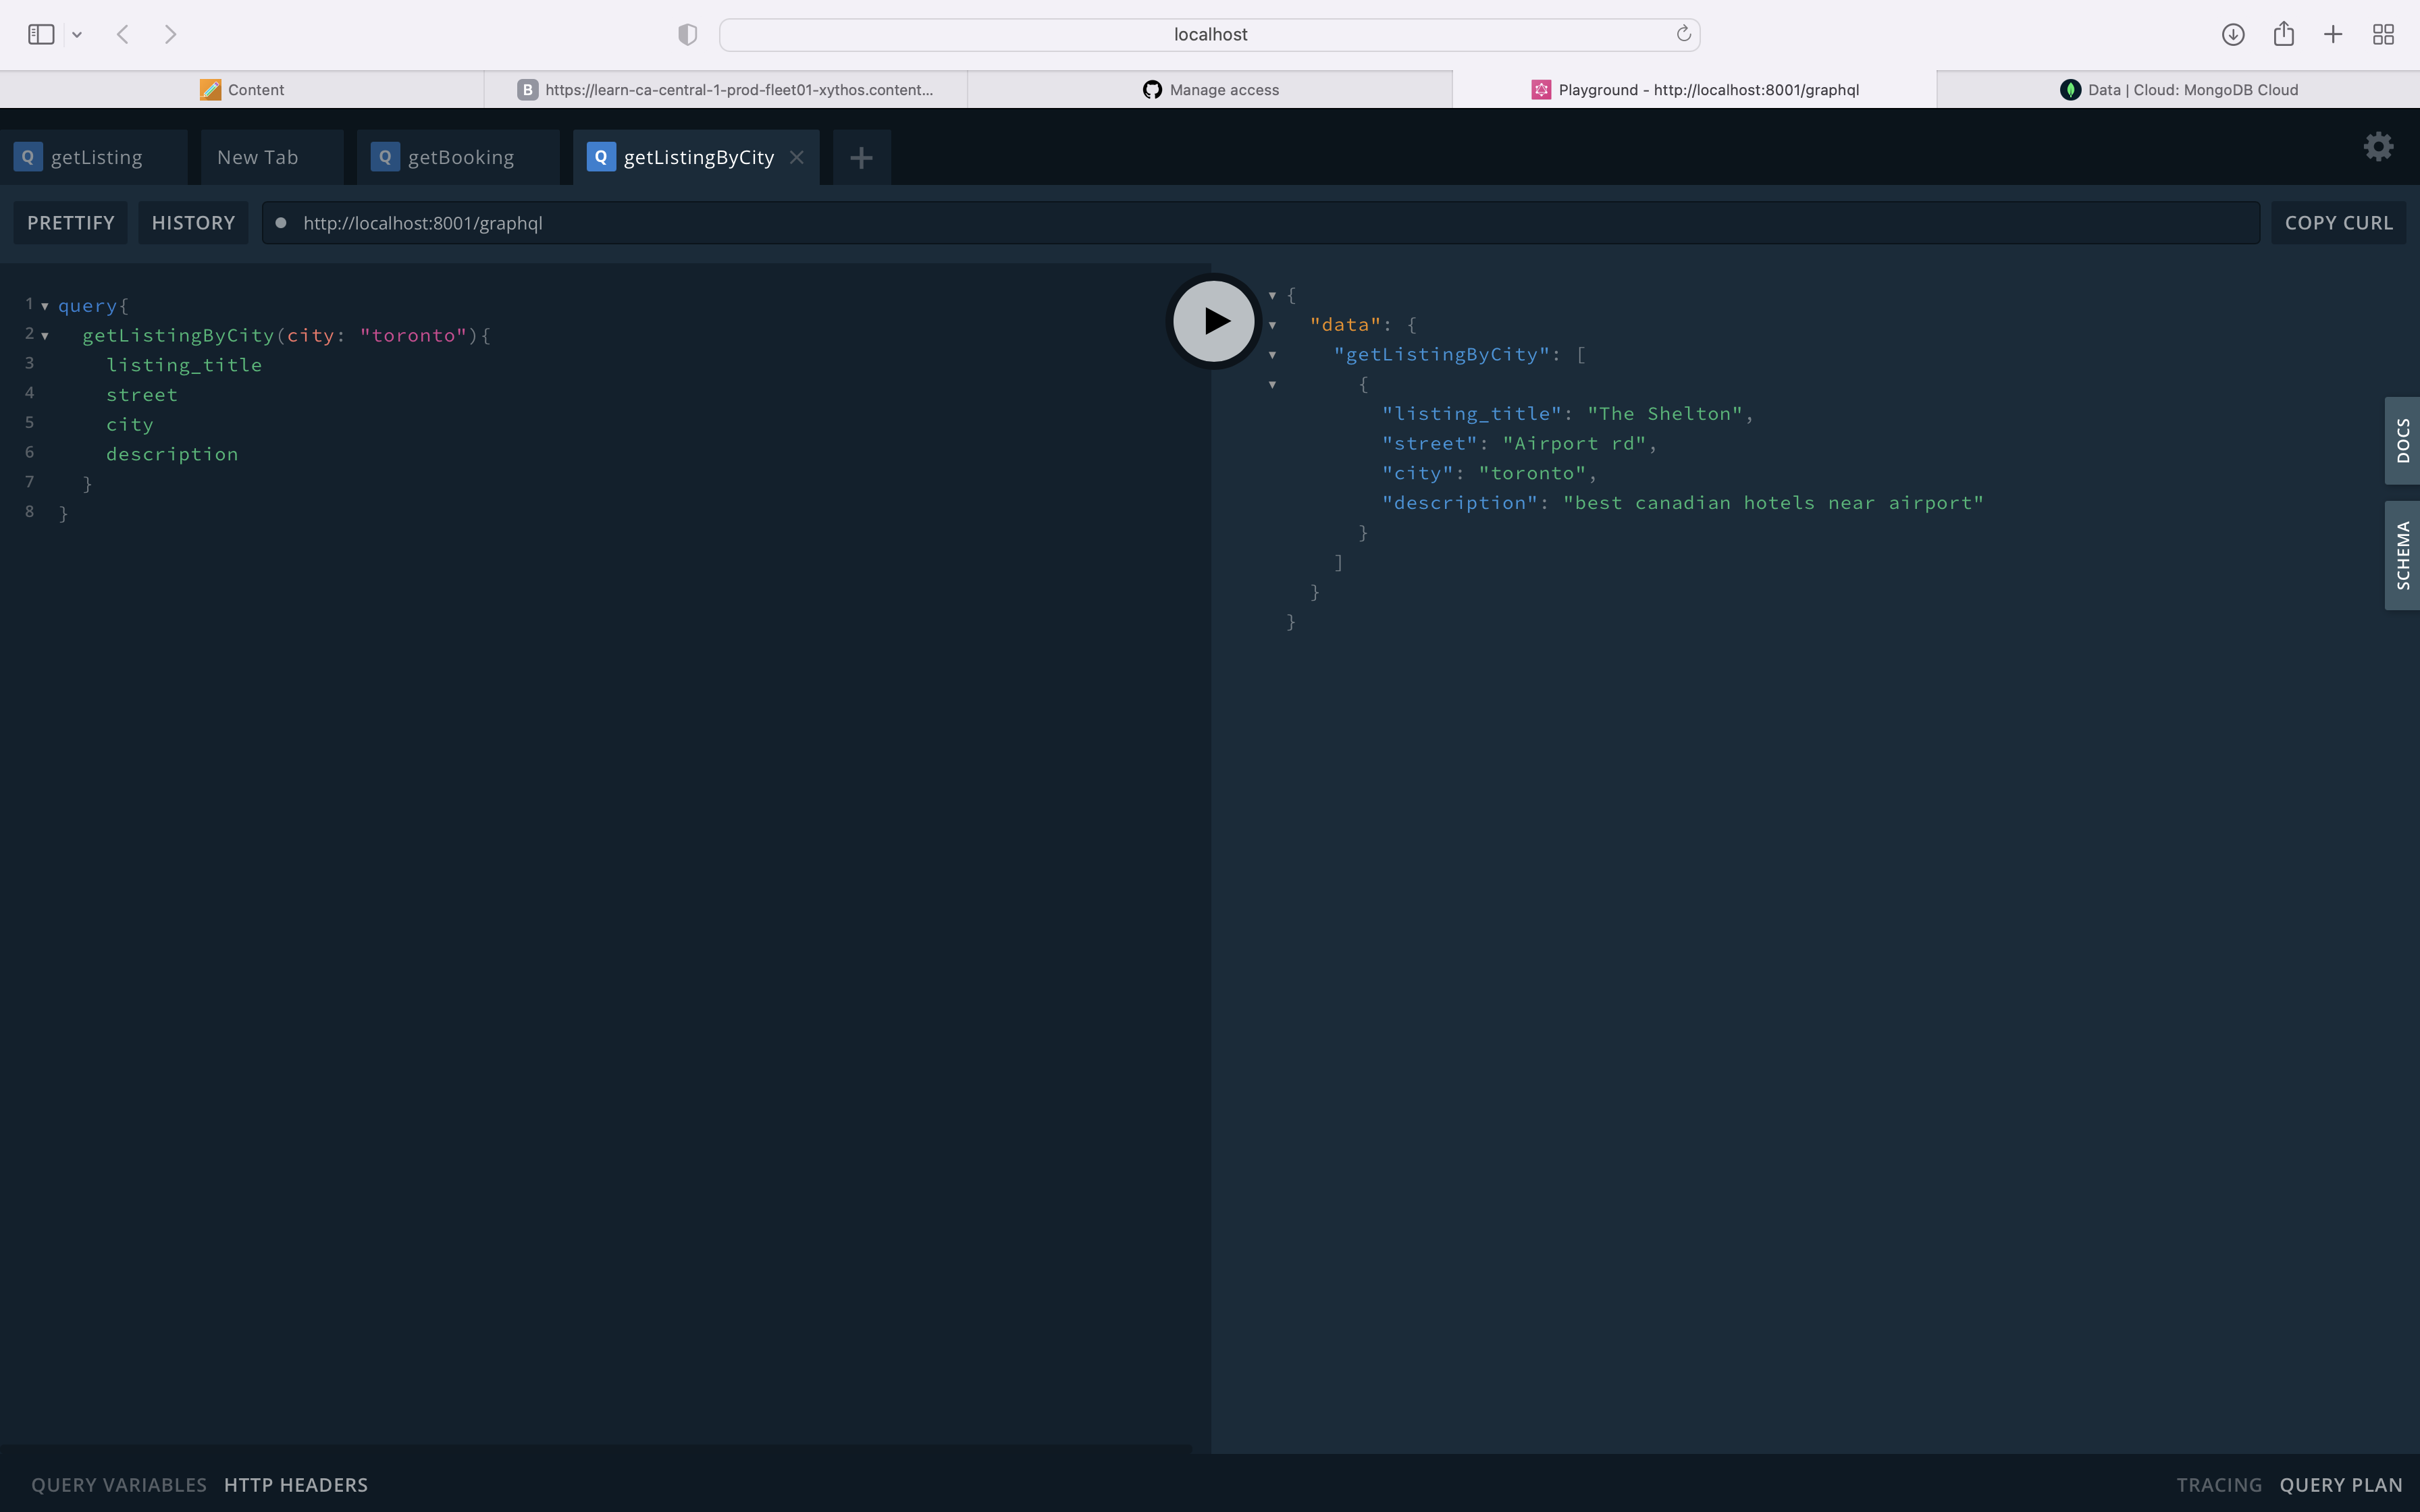 localhost
Content
B https://learn-ca-central-1-prod-fleet01-xythos.content...
Manage access
Playground - http://localhost:8001/graphql
Data | Cloud: MongoDB Cloud
Q getListing
New Tab
Q getBooking
Q getListingByCity
PRETTIFY
HISTORY
http://localhost:8001/graphql
COPY CURL
1 query{
2 getListingByCity(city: "toronto"){
3 listing_title
4 street
5 city
6 description
7 }
8 }
{
"data": {
"getListingByCity": [
{
"listing_title": "The Shelton",
"street": "Airport rd",
"city": "toronto",
"description": "best canadian hotels near airport"
}
]
}
}
DOCS
SCHEMA
QUERY VARIABLES HTTP HEADERS
TRACING QUERY PLAN